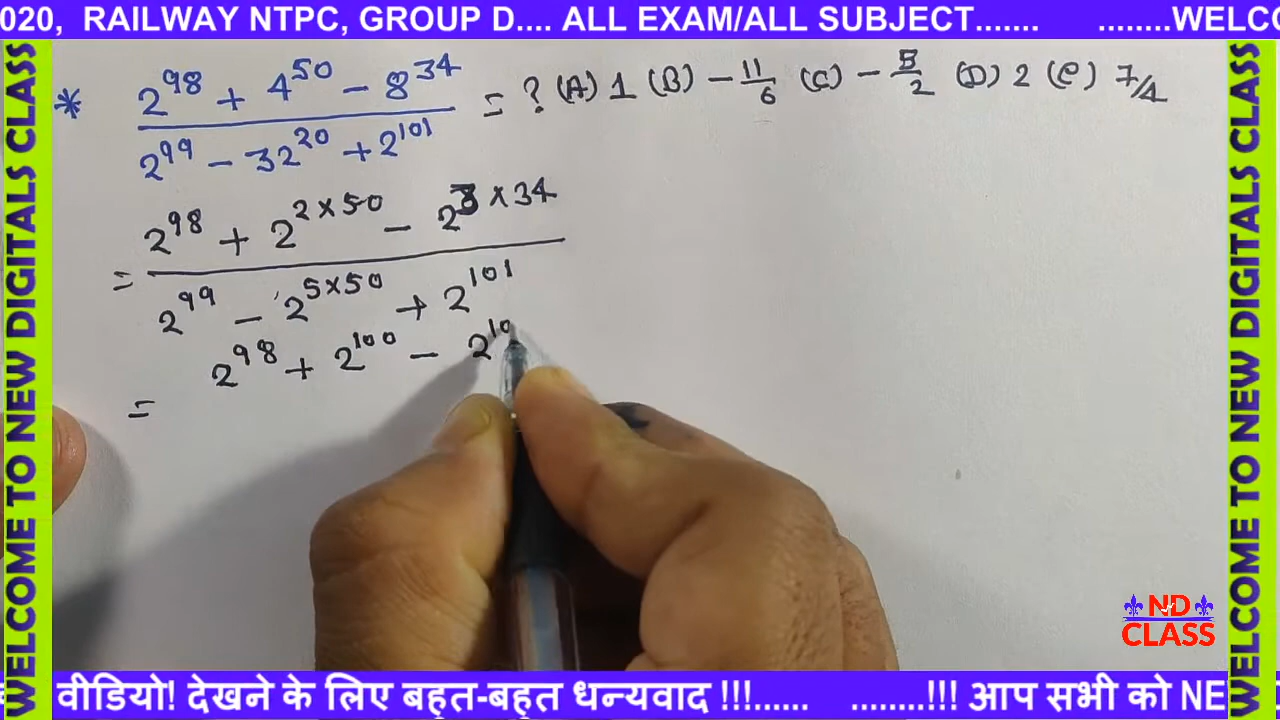 020, RAILWAY NTPC, GROUP D.... ALL EXAM/ALL SUBJECT....... ........WELCO
WELCOME TO NEW DIGITALS CLASS
* (2^98 + 4^50 - 8^34) / (2^99 - 32^20 + 2^101) = ? (A) 1 (B) -11/6 (C) -5/2 (D) 2 (E) 7/4
= (2^98 + 2^(2×50) - 2^(3×34)) / (2^99 - 2^(5×50) + 2^101)
= 2^98 + 2^100 - 2^10
ND
CLASS
वीडियो! देखने के लिए बहुत-बहुत धन्यवाद !!!...... ........!!! आप सभी को NE
WELCOME TO NEW DIGITALS CLASS